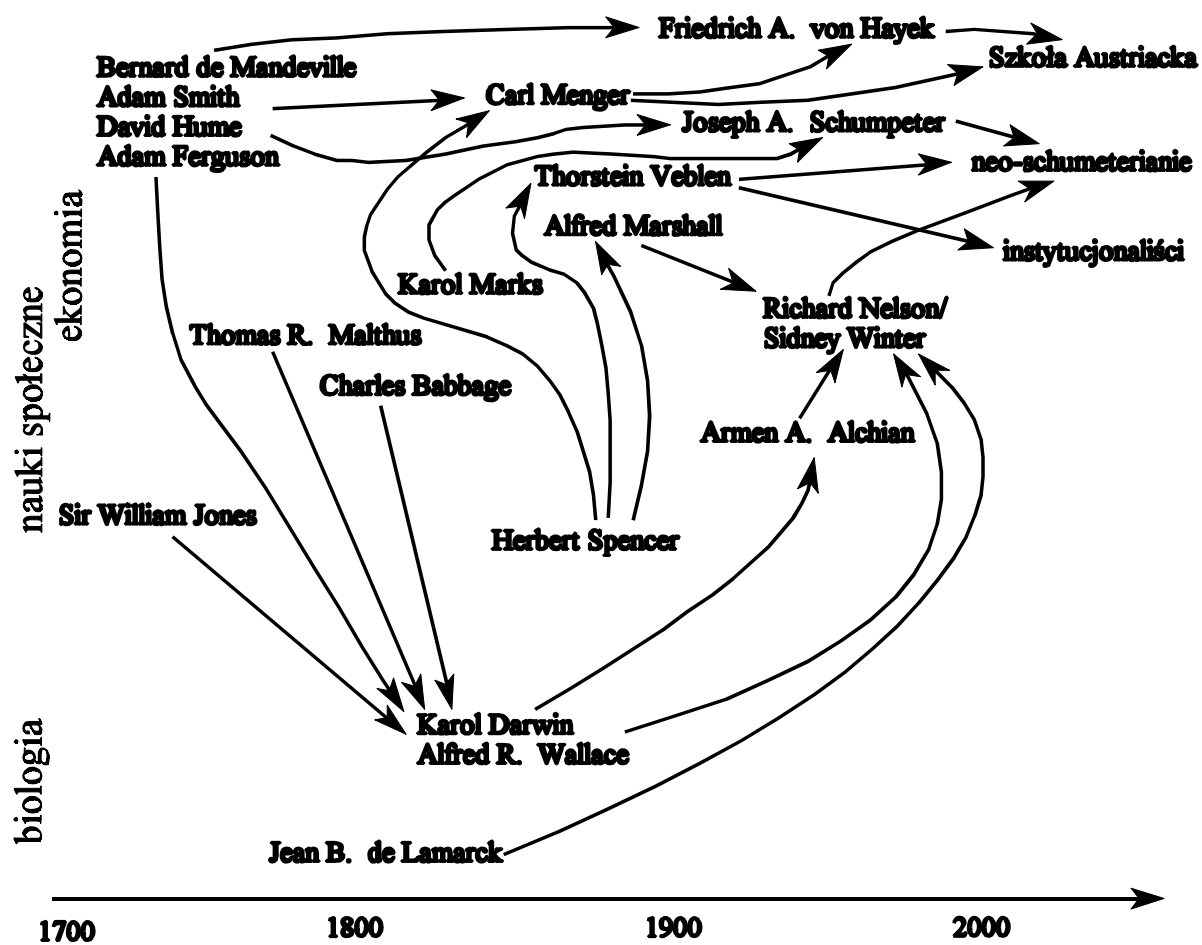 Friedrich A. von Hayek
Szkoła Austriacka
Bernard de Mandeville
Adam Smith
David Hume
Adam Ferguson
Carl Menger
Joseph A. Schumpeter
neo-schumeterianie
Thorstein Veblen
Alfred Marshall
instytucjonaliści
Karol Marks
Richard Nelson/
Sidney Winter
Thomas R. Malthus
Charles Babbage
Armen A. Alchian
Sir William Jones
Herbert Spencer
Karol Darwin
Alfred R. Wallace
Jean B. de Lamarck
ekonomia
nauki społeczne
biologia
1700 1800 1900 2000